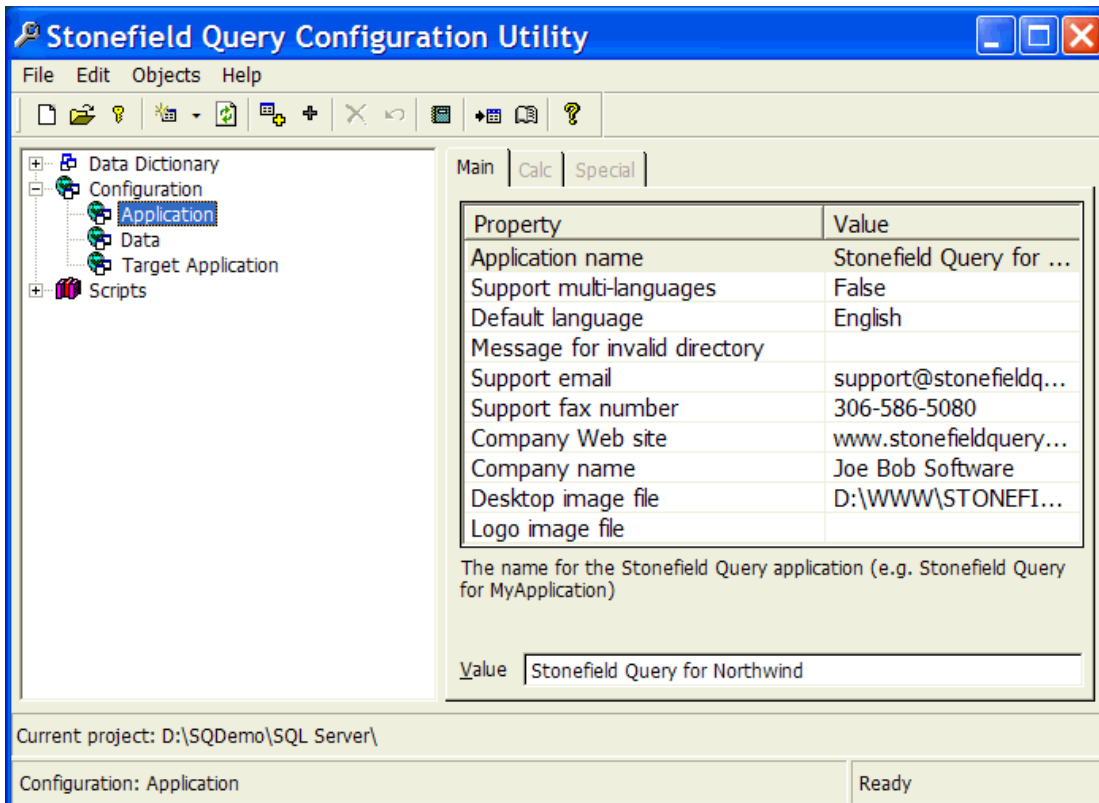 Stonefield Query Configuration Utility
File Edit Objects Help
Data Dictionary
Configuration
Application
Data
Target Application
Scripts
Main Calc Special
Property Value
Application name Stonefield Query for ...
Support multi-languages False
Default language English
Message for invalid directory
Support email support@stonefieldq...
Support fax number 306-586-5080
Company Web site www.stonefieldquery...
Company name Joe Bob Software
Desktop image file D:\WWW\STONEFI...
Logo image file
The name for the Stonefield Query application (e.g. Stonefield Query
for MyApplication)
Value Stonefield Query for Northwind
Current project: D:\SQDemo\SQL Server\
Configuration: Application Ready